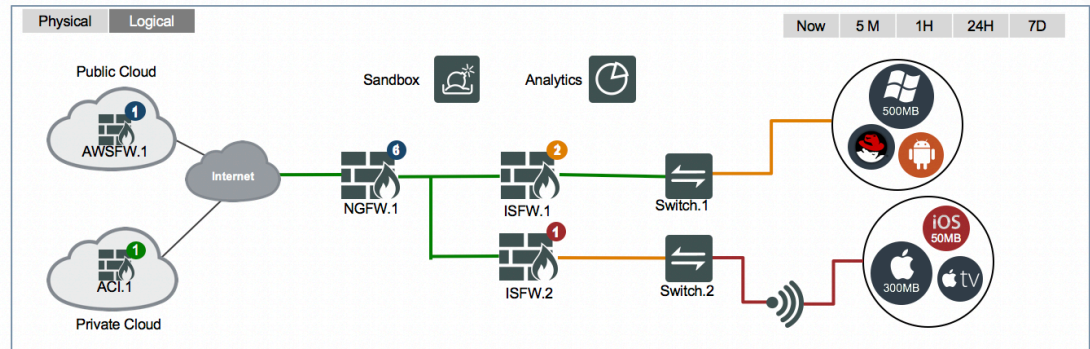 Physical
Logical
Now
5 M
1H
24H
7D
Public Cloud
Sandbox
Analytics
1
AWSFW.1
500MB
Internet
6
NGFW.1
2
ISFW.1
Switch.1
1
ACI.1
Private Cloud
1
ISFW.2
Switch.2
iOS
50MB
300MB
tv